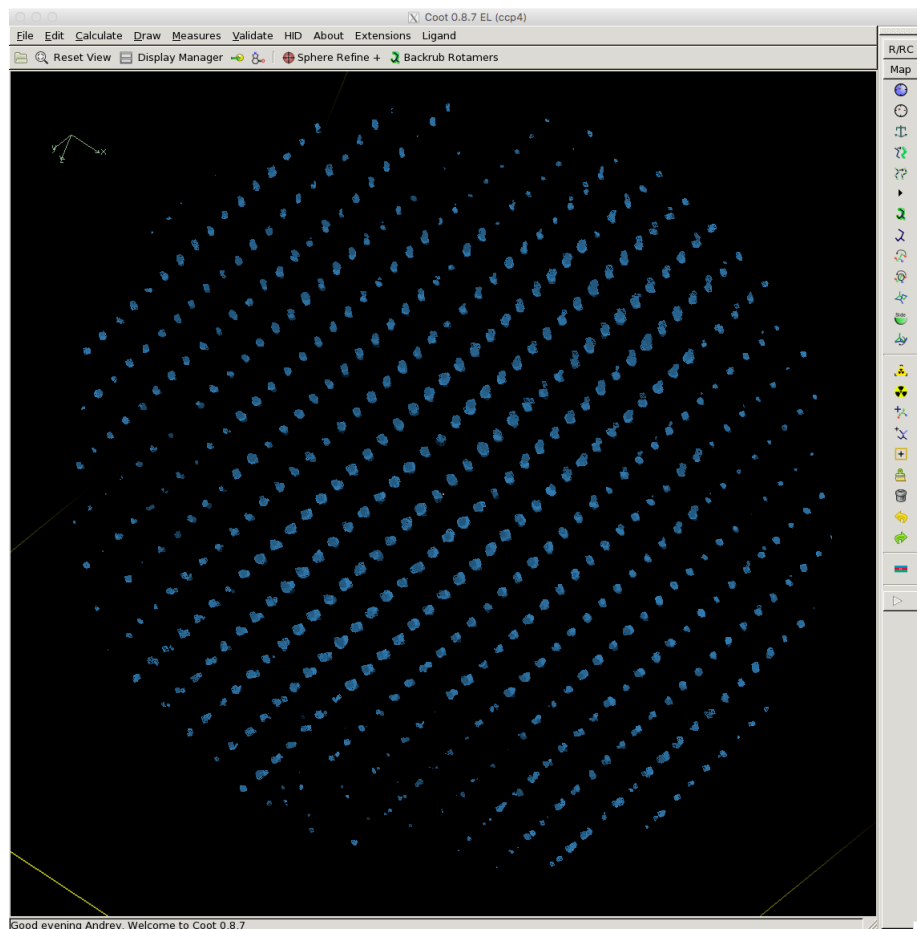 Coot 0.8.7 EL (ccp4)
File Edit Calculate Draw Measures Validate HID About Extensions Ligand
Reset View Display Manager Sphere Refine + Backrub Rotamers
R/RC
Map
y
z
x
Side
Good evening Andrey, Welcome to Coot 0.8.7